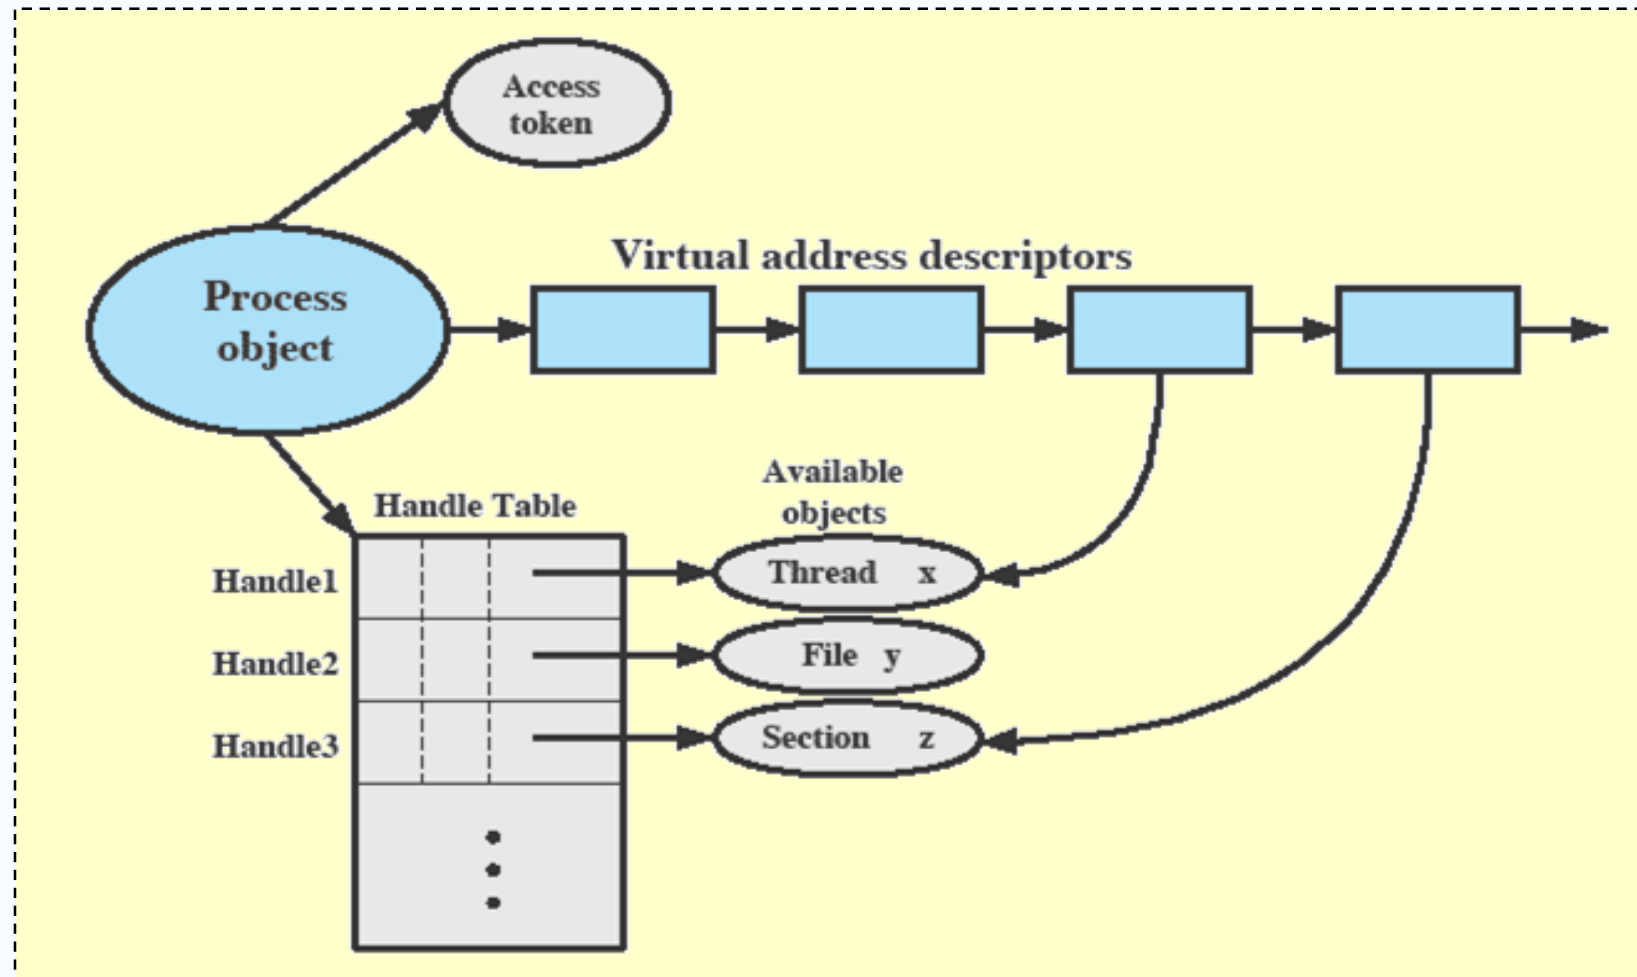 Access
token
Process
object
Virtual address descriptors
Available
objects
Handle Table
Handle1
Thread x
Handle2
File y
Handle3
Section z